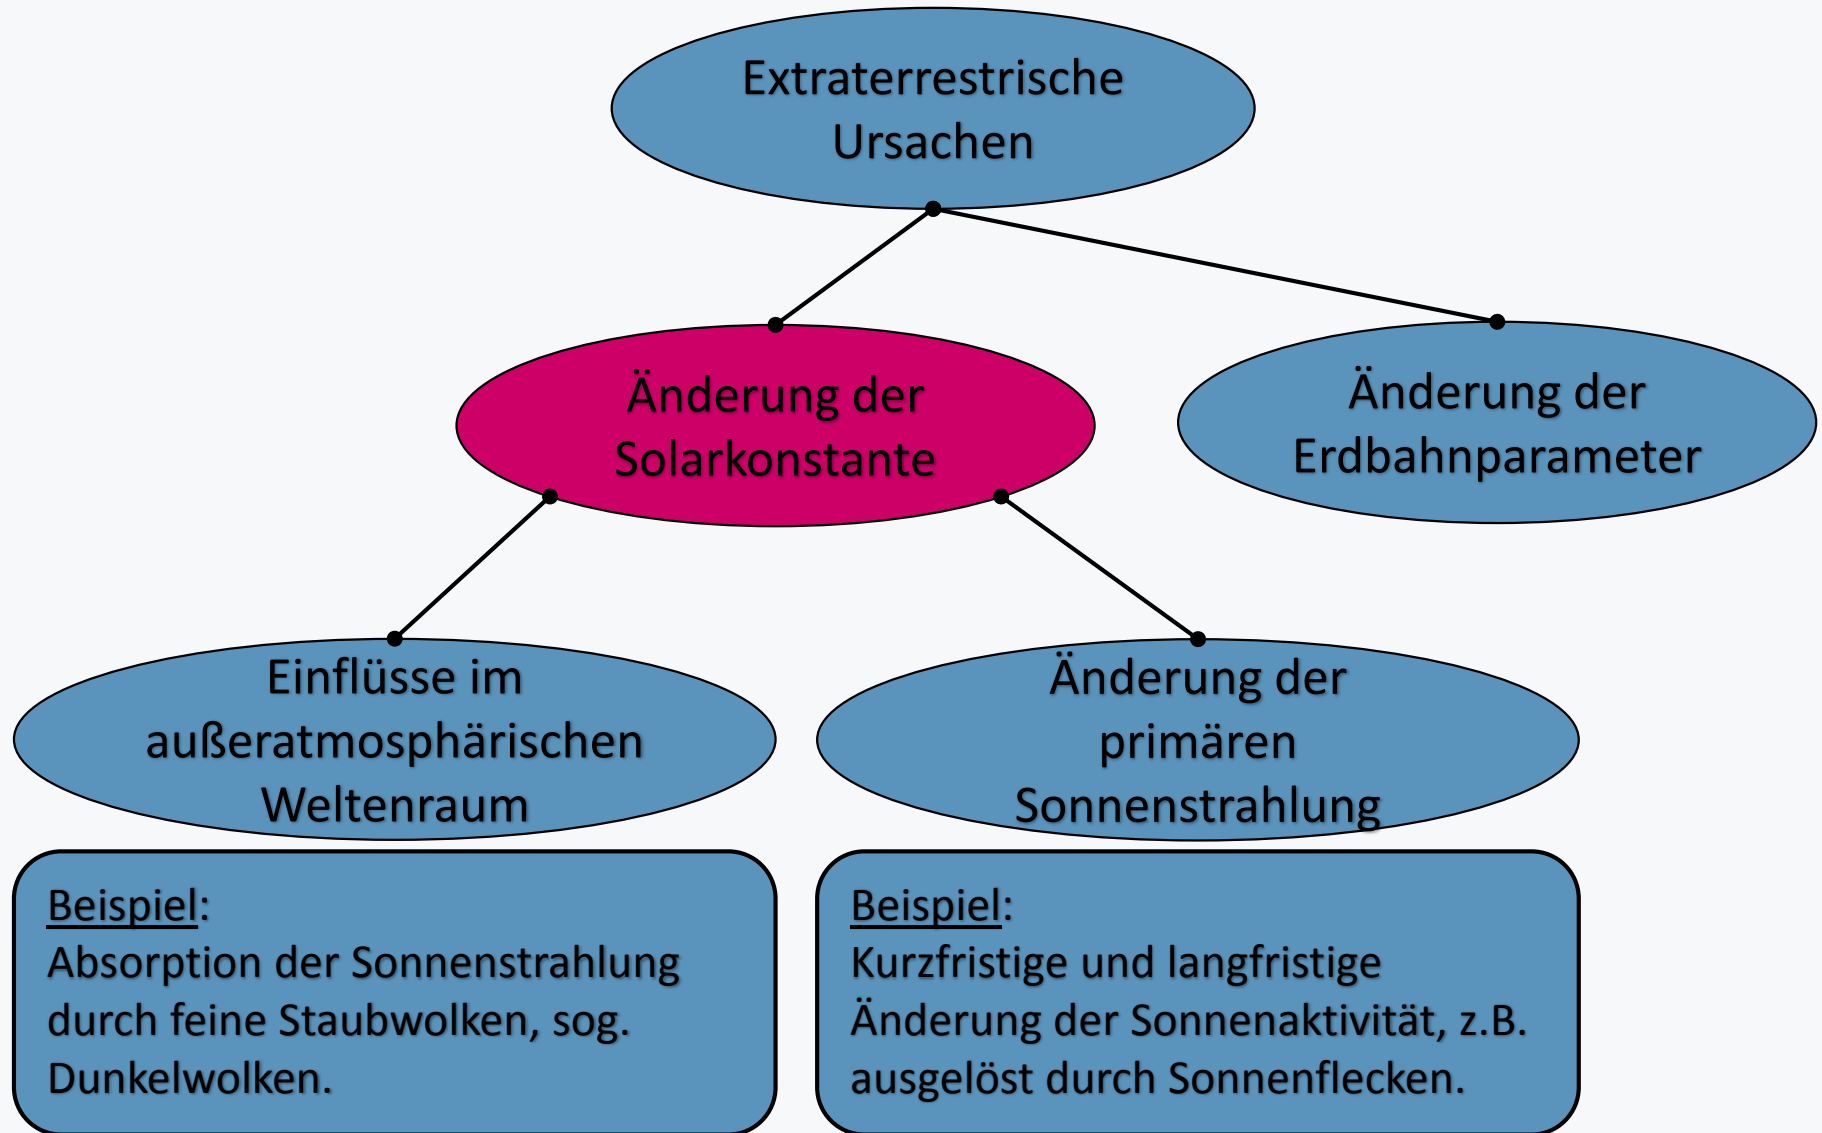 Extraterrestrische
Ursachen
Änderung der
Solarkonstante
Änderung der
Erdbahnparameter
Einflüsse im
außeratmosphärischen
Weltenraum
Änderung der
primären
Sonnenstrahlung
Beispiel:
Absorption der Sonnenstrahlung
durch feine Staubwolken, sog.
Dunkelwolken.
Beispiel:
Kurzfristige und langfristige
Änderung der Sonnenaktivität, z.B.
ausgelöst durch Sonnenflecken.